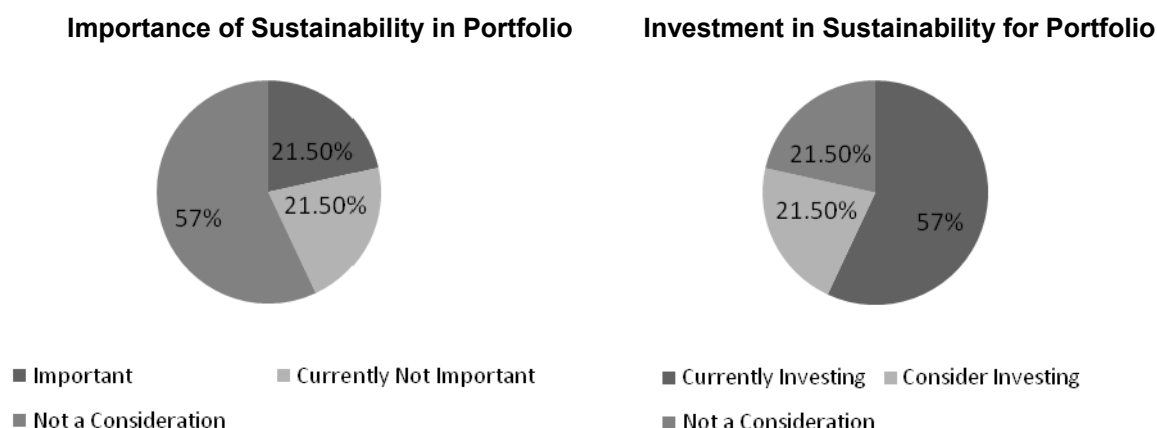 Importance of Sustainability in Portfolio
21.50%
21.50%
57%
Important
Currently Not Important
Not a Consideration
Investment in Sustainability for Portfolio
21.50%
21.50%
57%
Currently Investing
Consider Investing
Not a Consideration